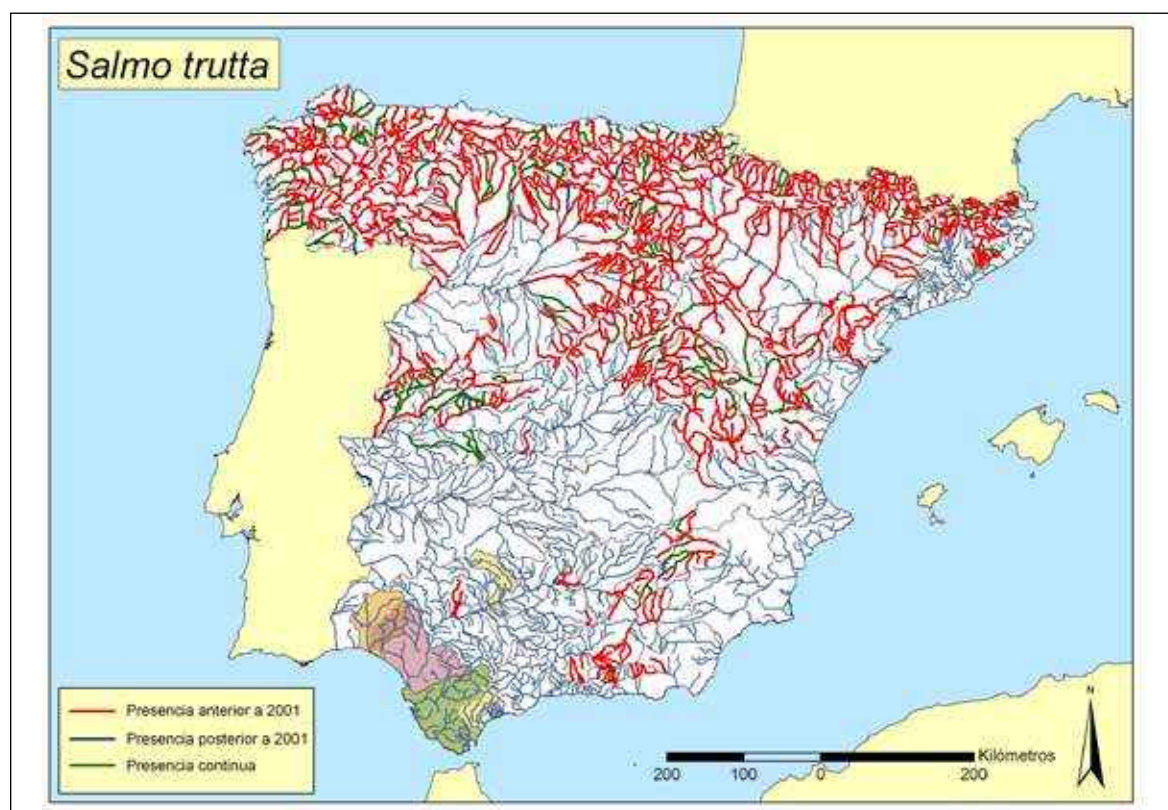 Salmo trutta
Presencia anterior a 2001
Presencia posterior a 2001
Presencia continua
N
Kilómetros
200 100 0 200